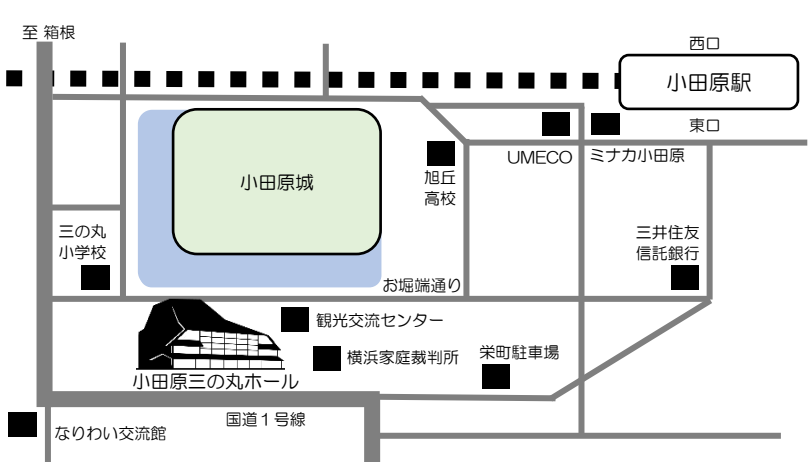 至 箱根
西口
小田原駅
東口
UMECO
ミナカ小田原
小田原城
旭丘
高校
三の丸
小学校
三井住友
信託銀行
お堀端通り
観光交流センター
横浜家庭裁判所
栄町駐車場
小田原三の丸ホール
国道１号線
なりわい交流館